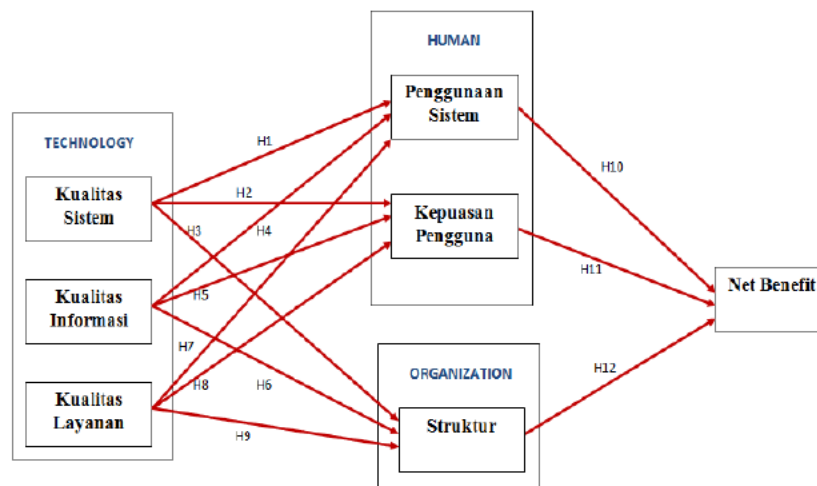 HUMAN
Penggunaan
Sistem
TECHNOLOGY
H1
H10
Kualitas
Sistem
H2
Kepuasan
Pengguna
H3
H4
H11
Net Benefit
Kualitas
Informasi
H5
H7
ORGANIZATION
H12
H8
H6
Kualitas
Layanan
Struktur
H9